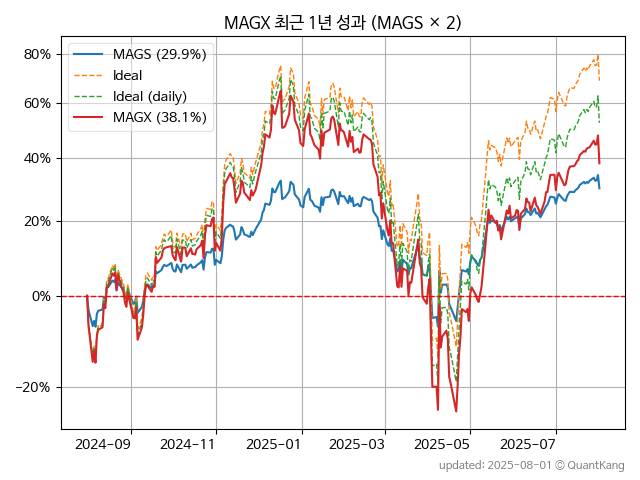 MAGX 최근 1년 성과 (MAGS × 2)
MAGS (29.9%)
Ideal
Ideal (daily)
MAGX (38.1%)
80%
60%
40%
20%
0%
−20%
2024−09
2024−11
2025−01
2025−03
2025−05
2025−07
updated: 2025-08-01 © QuantKang